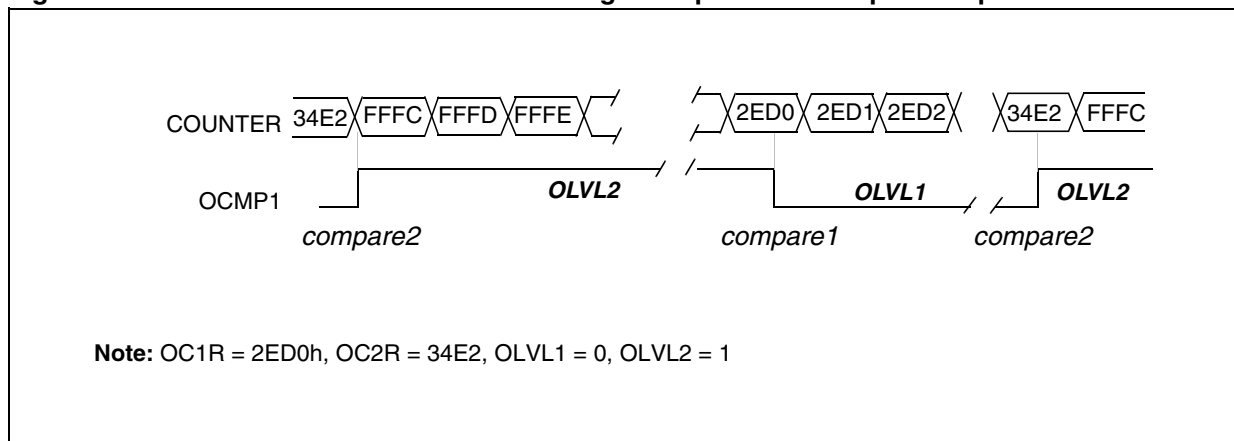 COUNTER 34E2 FFFC FFFD FFFE 2ED0 2ED1 2ED2 34E2 FFFC
OCMP1 OLVL2 OLVL1 OLVL2
compare2 compare1 compare2
Note: OC1R = 2ED0h, OC2R = 34E2, OLVL1 = 0, OLVL2 = 1